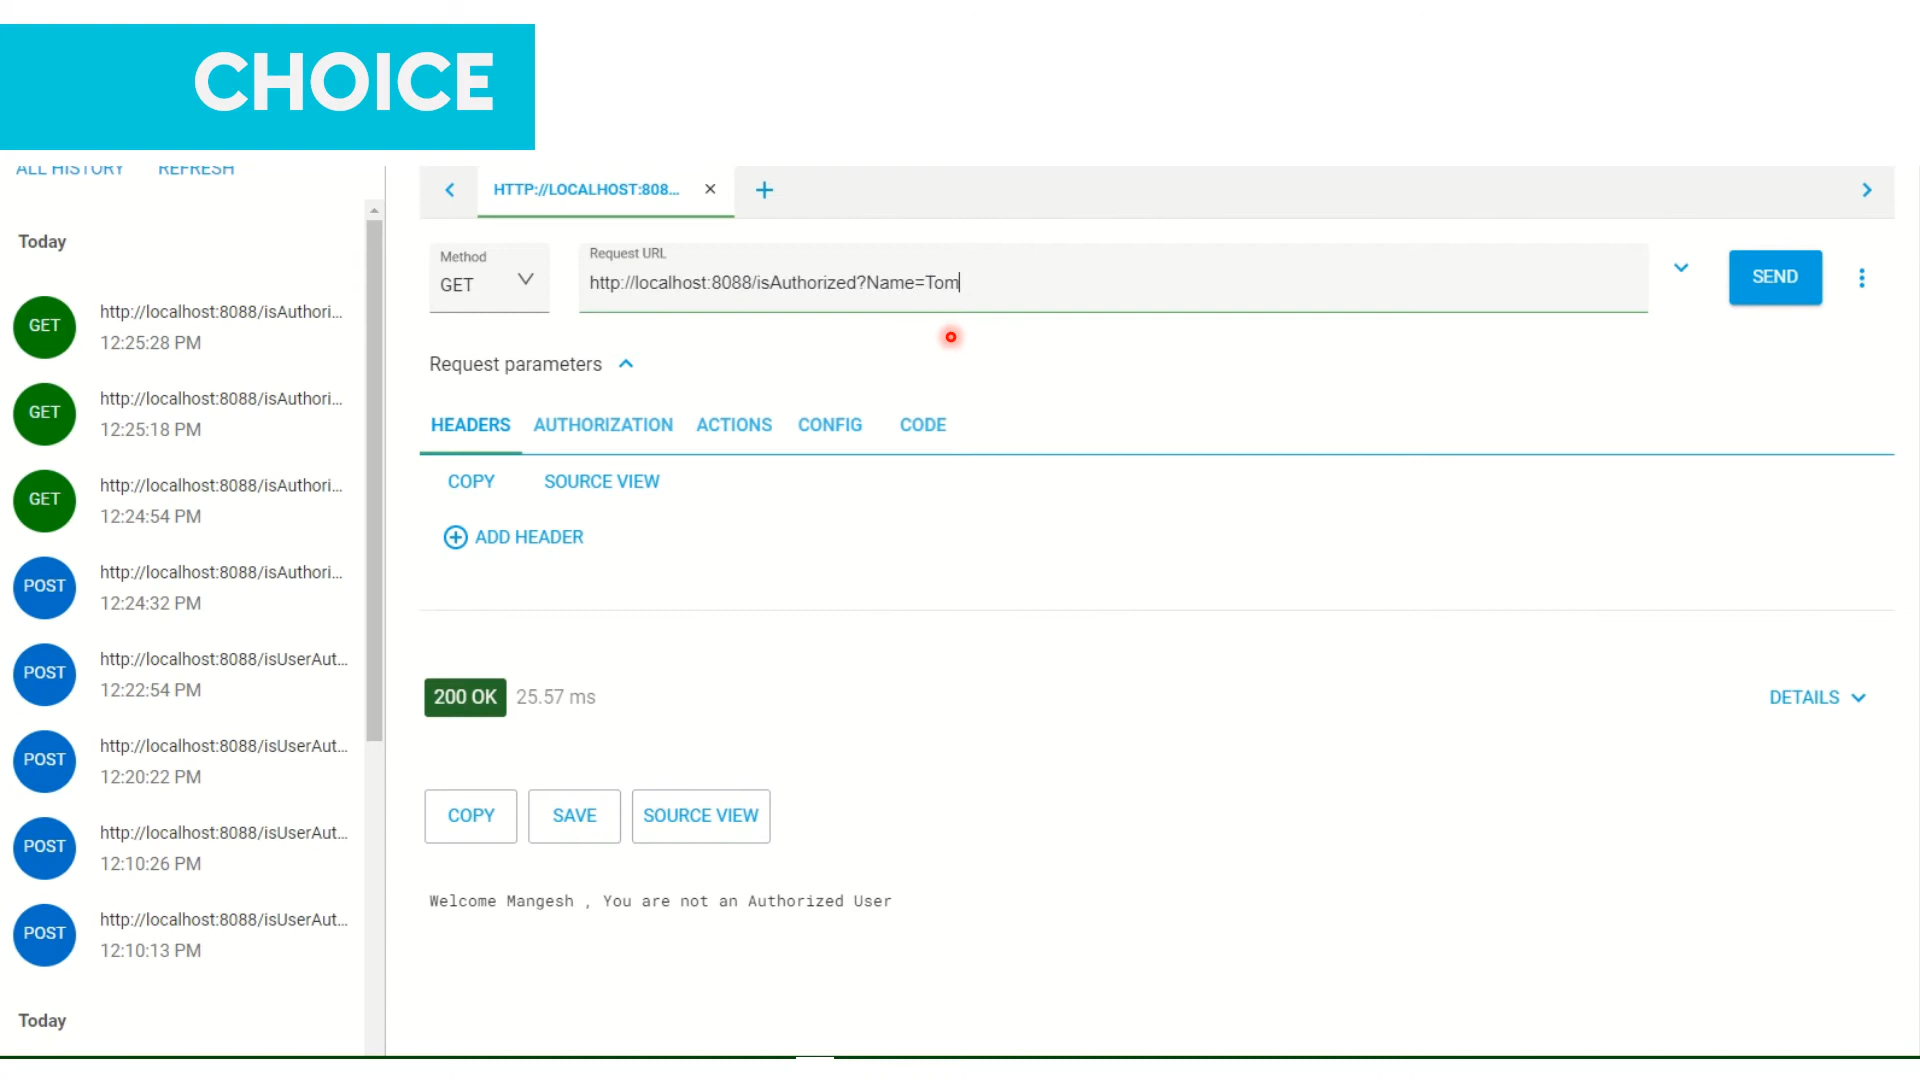 CHOICE
ALL HISTORY REFRESH
HTTP://LOCALHOST:808...
Today
Method
GET
Request URL
http://localhost:8088/isAuthorized?Name=Tom
SEND
GET
http://localhost:8088/isAuthori...
12:25:28 PM
GET
http://localhost:8088/isAuthori...
12:25:18 PM
GET
http://localhost:8088/isAuthori...
12:24:54 PM
POST
http://localhost:8088/isAuthori...
12:24:32 PM
POST
http://localhost:8088/isUserAut...
12:22:54 PM
POST
http://localhost:8088/isUserAut...
12:20:22 PM
POST
http://localhost:8088/isUserAut...
12:10:26 PM
POST
http://localhost:8088/isUserAut...
12:10:13 PM
Today
Request parameters
HEADERS AUTHORIZATION ACTIONS CONFIG CODE
COPY SOURCE VIEW
ADD HEADER
200 OK 25.57 ms
DETAILS
COPY SAVE SOURCE VIEW
Welcome Mangesh , You are not an Authorized User